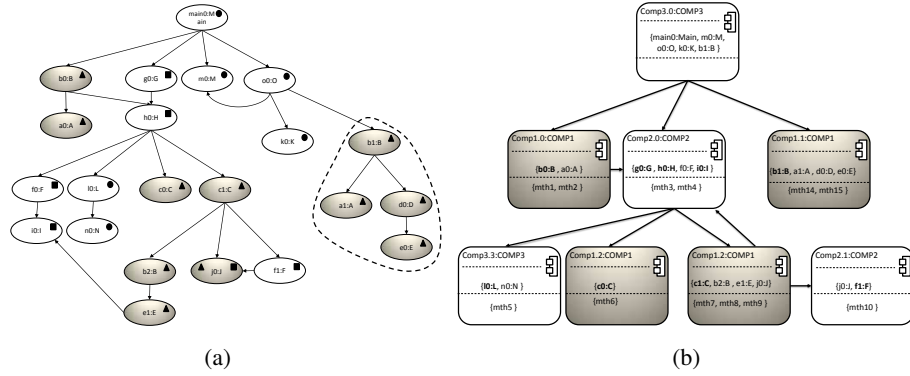 main0:M
ain
b0:B
g0:G
m0:M
o0:O
a0:A
h0:H
k0:K
b1:B
f0:F
l0:L
c0:C
c1:C
a1:A
d0:D
i0:I
n0:N
e0:E
b2:B
j0:J
f1:F
e1:E
(a)
Comp3.0:COMP3
{main0:Main, m0:M,
o0:O, k0:K, b1:B }
Comp1.0:COMP1
{b0:B , a0:A }
{mth1, mth2 }
Comp2.0:COMP2
{g0:G, h0:H, f0:F, i0:I}
{mth3, mth4 }
Comp1.1:COMP1
{b1:B, a1:A , d0:D, e0:E}
{mth14, mth15 }
Comp3.3:COMP3
{l0:L, n0:N}
{mth5 }
Comp1.2:COMP1
{c0:C}
{mth6}
Comp1.2:COMP1
{c1:C, b2:B , e1:E, j0:J}
{mth7, mth8, mth9 }
Comp2.1:COMP2
{j0:J, f1:F}
{mth10 }
(b)